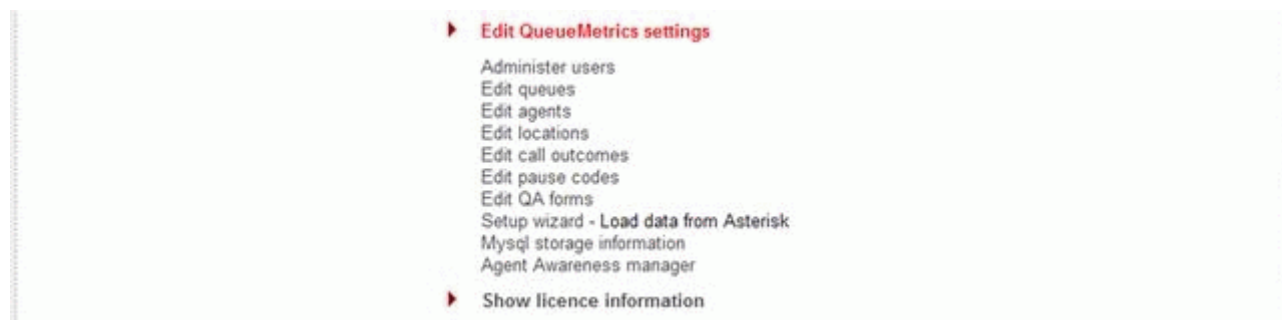 Edit QueueMetrics settings
Administer users
Edit queues
Edit agents
Edit locations
Edit call outcomes
Edit pause codes
Edit QA forms
Setup wizard - Load data from Asterisk
Mysql storage information
Agent Awareness manager
Show licence information